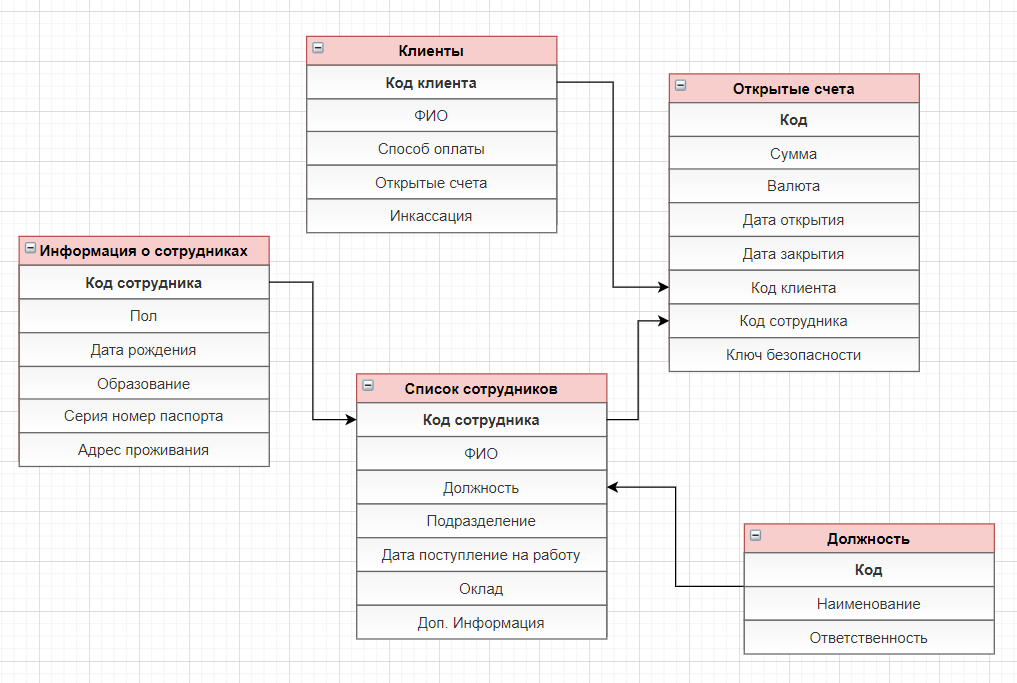 Клиенты
Код клиента
ФИО
Способ оплаты
Открытые счета
Инкассация
Открытые счета
Код
Сумма
Валюта
Дата открытия
Дата закрытия
Код клиента
Код сотрудника
Ключ безопасности
Информация о сотрудниках
Код сотрудника
Пол
Дата рождения
Образование
Серия номер паспорта
Адрес проживания
Список сотрудников
Код сотрудника
ФИО
Должность
Подразделение
Дата поступление на работу
Оклад
Доп. Информация
Должность
Код
Наименование
Ответственность